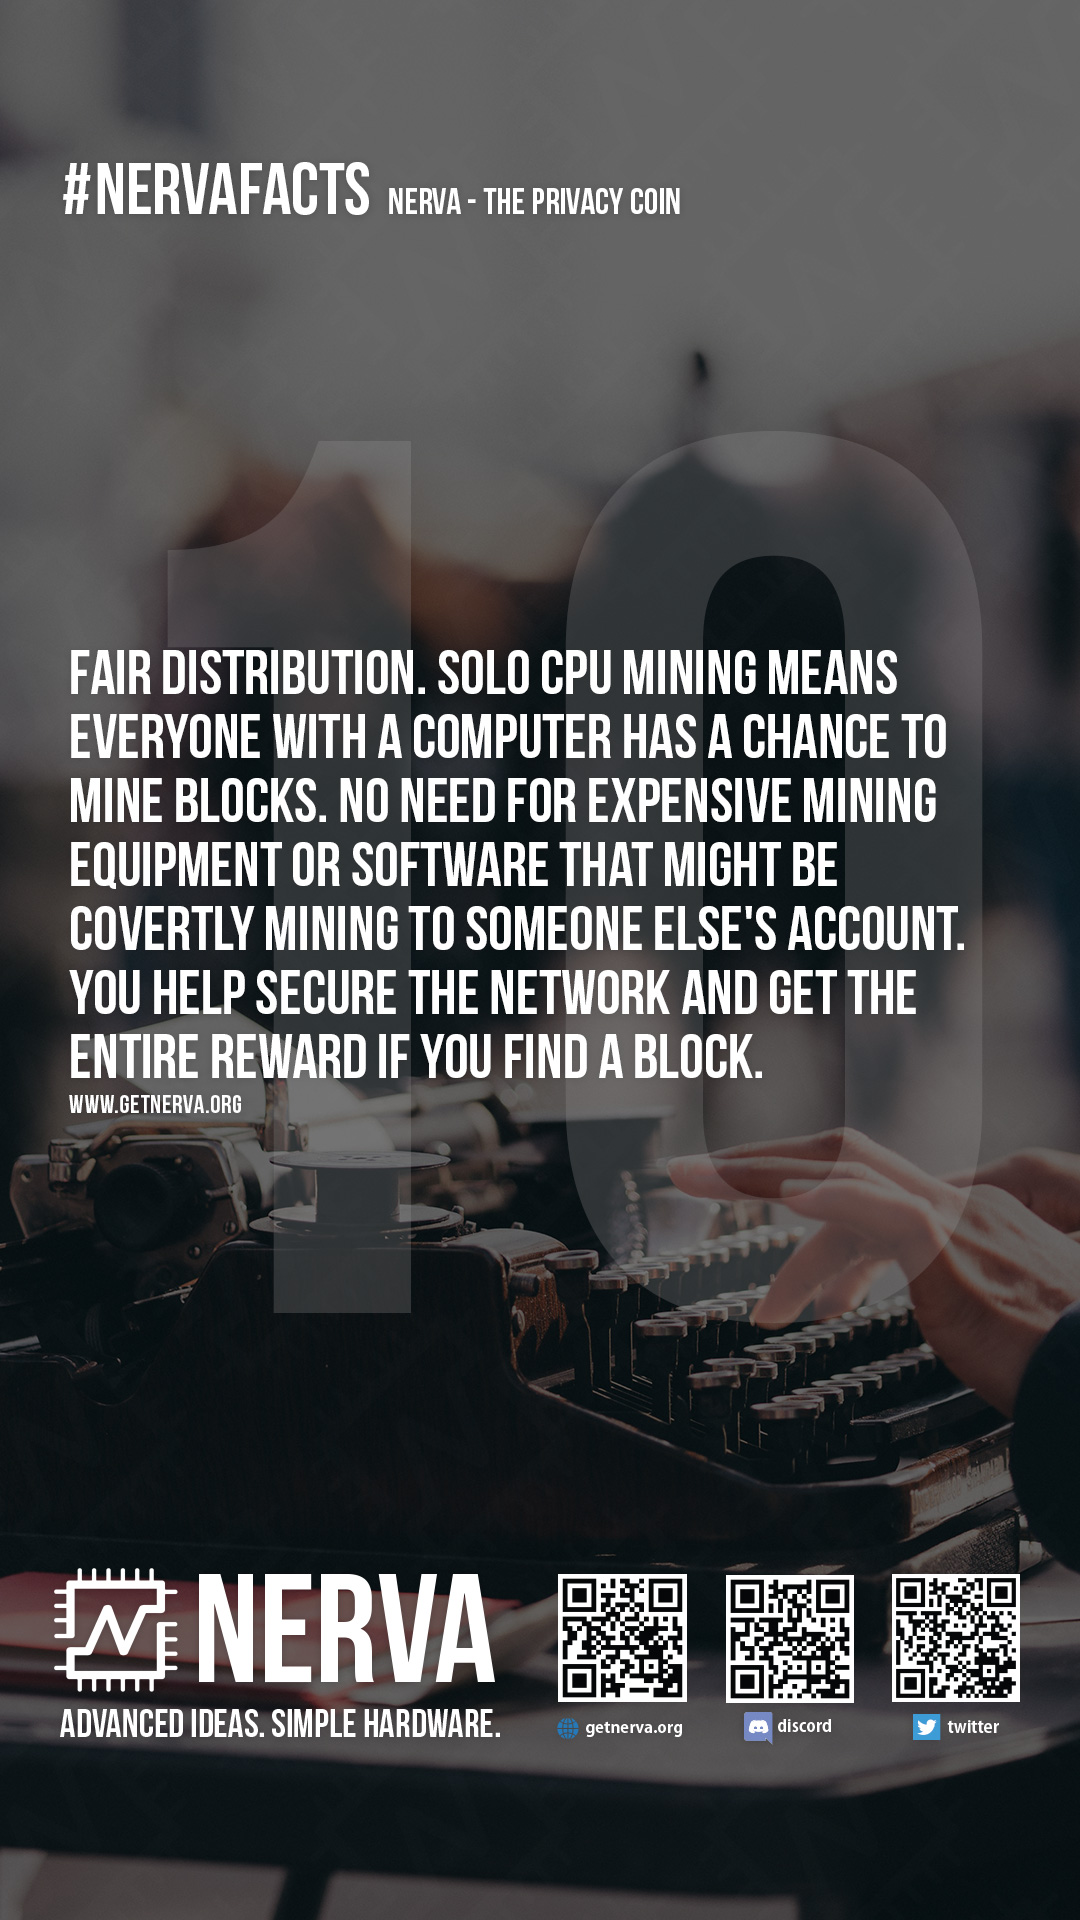 #NERVAFACTS NERVA - THE PRIVACY COIN
10
FAIR DISTRIBUTION. SOLO CPU MINING MEANS
EVERYONE WITH A COMPUTER HAS A CHANCE TO
MINE BLOCKS. NO NEED FOR EXPENSIVE MINING
EQUIPMENT OR SOFTWARE THAT MIGHT BE
COVERTLY MINING TO SOMEONE ELSE'S ACCOUNT.
YOU HELP SECURE THE NETWORK AND GET THE
ENTIRE REWARD IF YOU FIND A BLOCK.
WWW.GETNERVA.ORG
NERVA
ADVANCED IDEAS. SIMPLE HARDWARE.
getnerva.org discord twitter